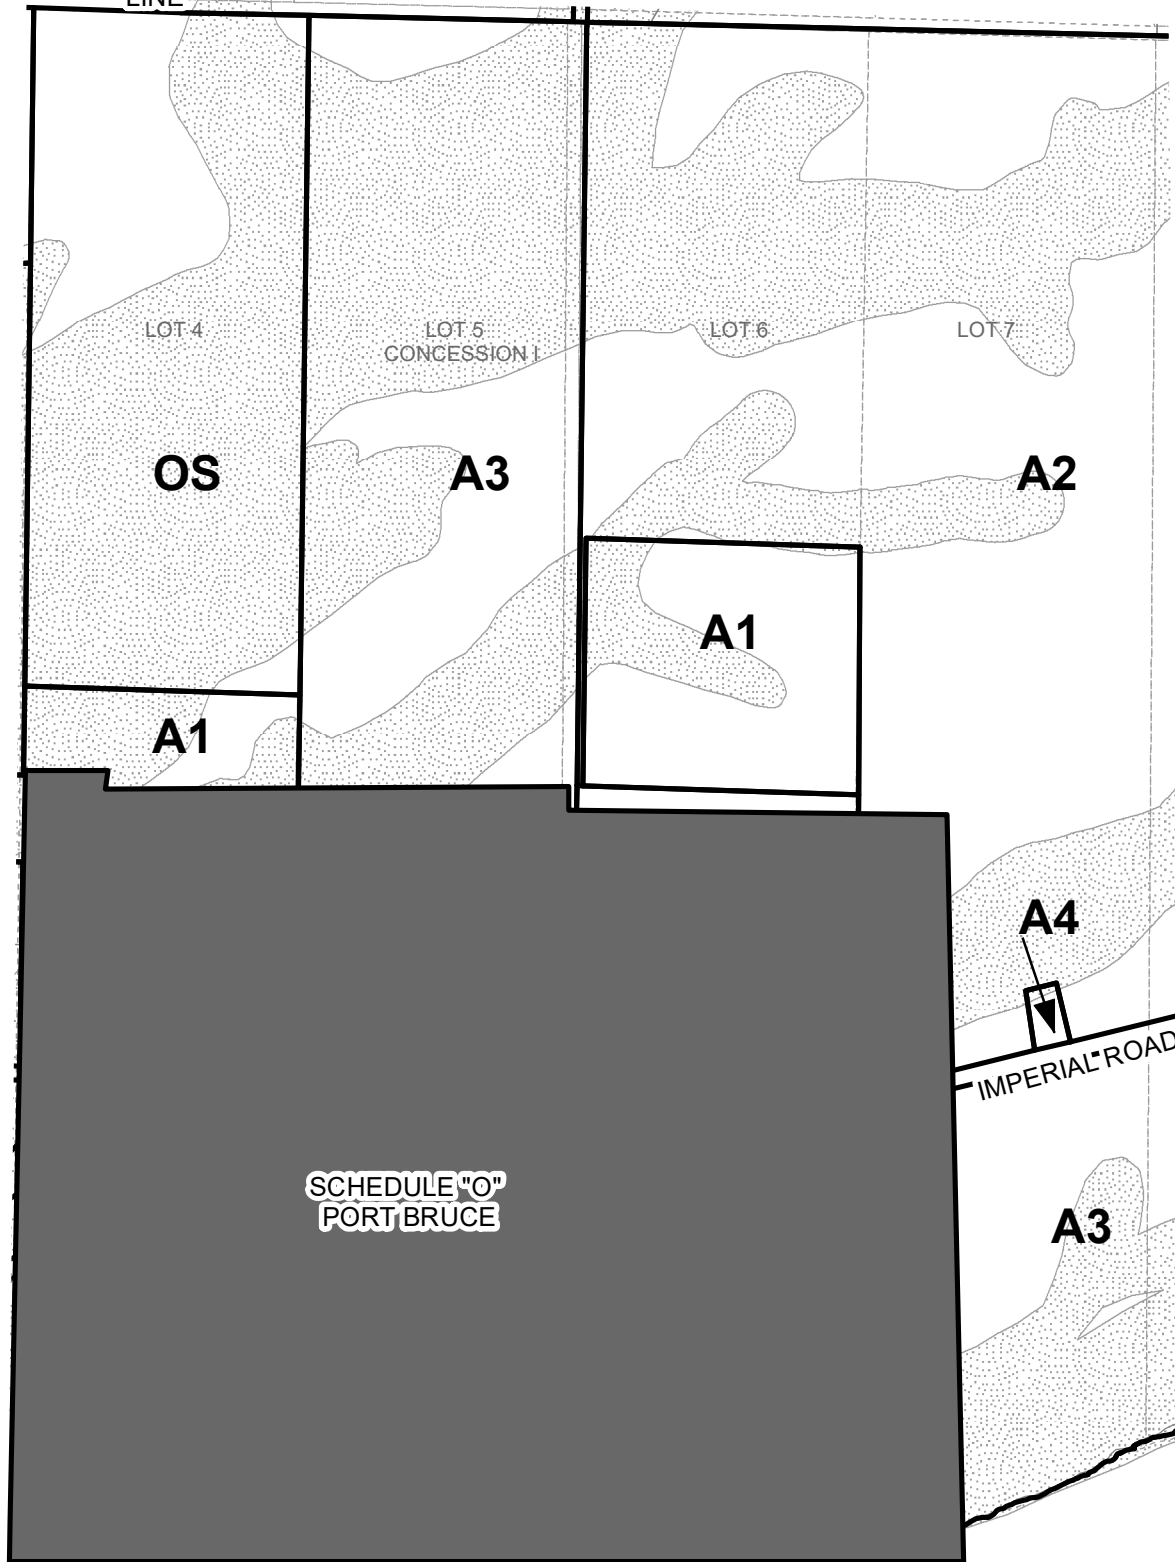 LINE
LOT 4
LOT 5
CONCESSION I
LOT 6
LOT 7
OS
A3
A2
A1
A1
A4
IMPERIAL ROAD
SCHEDULE "O"
PORT BRUCE
A3